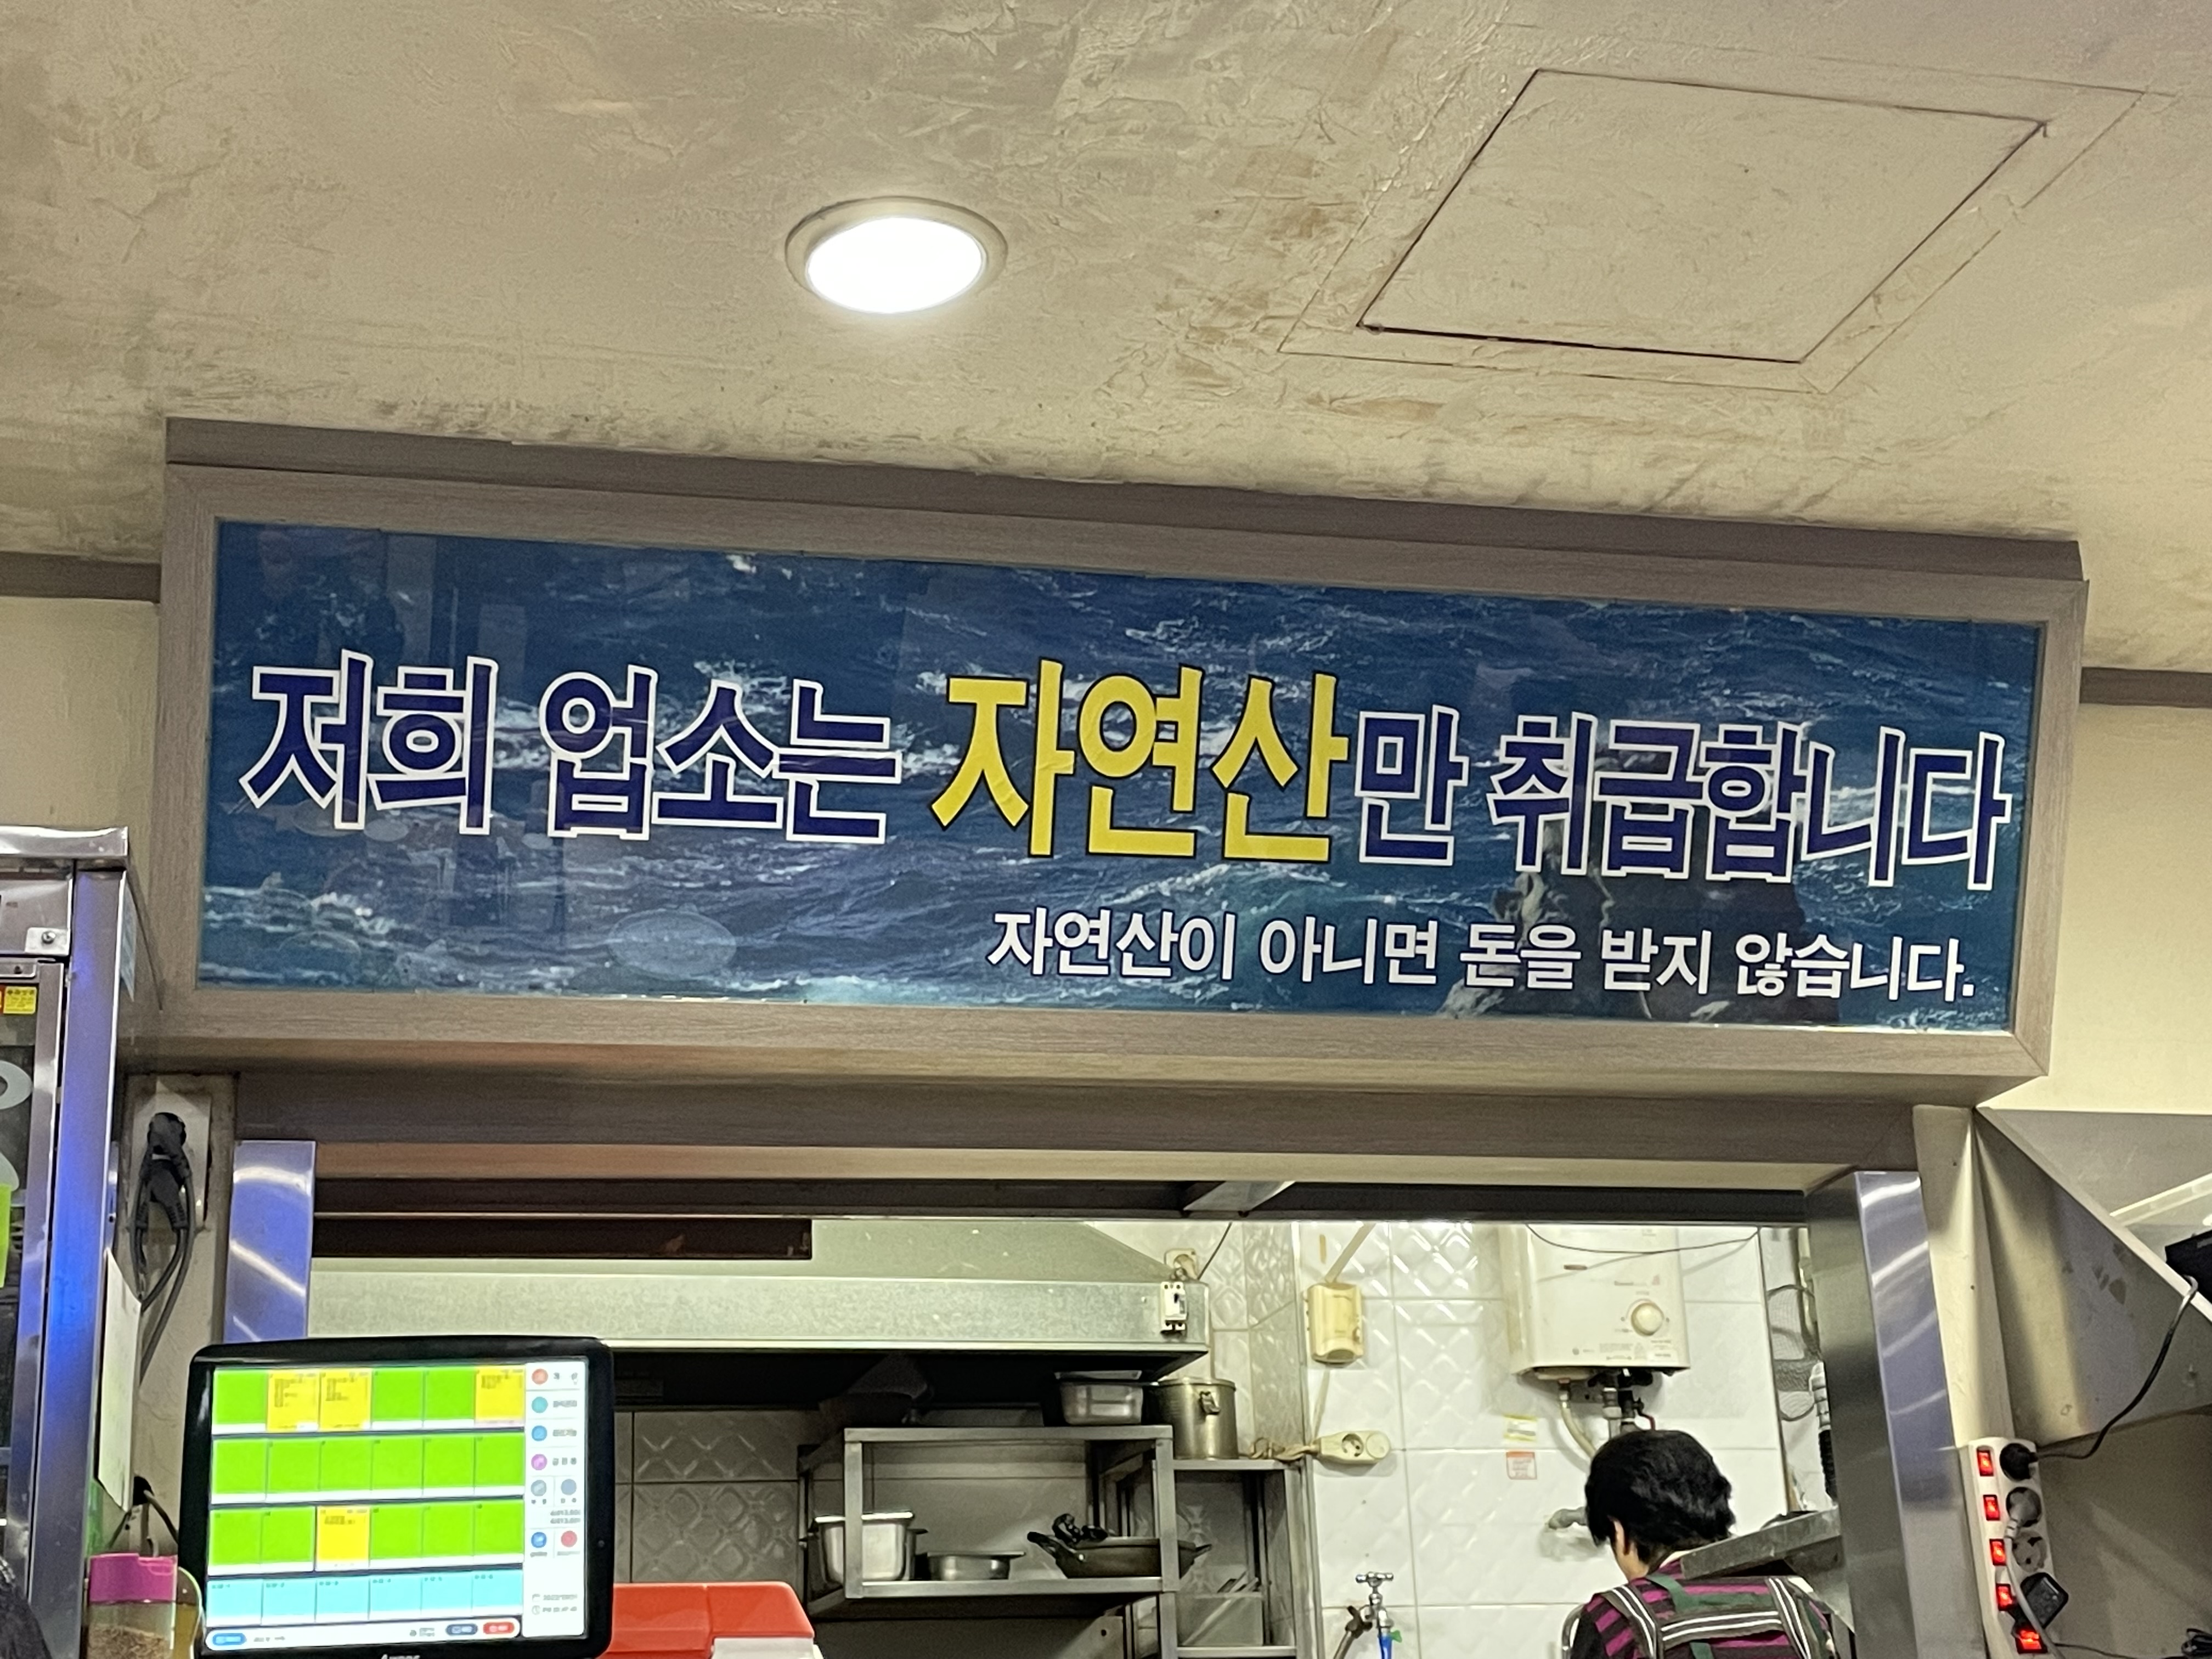 저희 업소는 자연산만 취급합니다
자연산이 아니면 돈을 받지 않습니다.